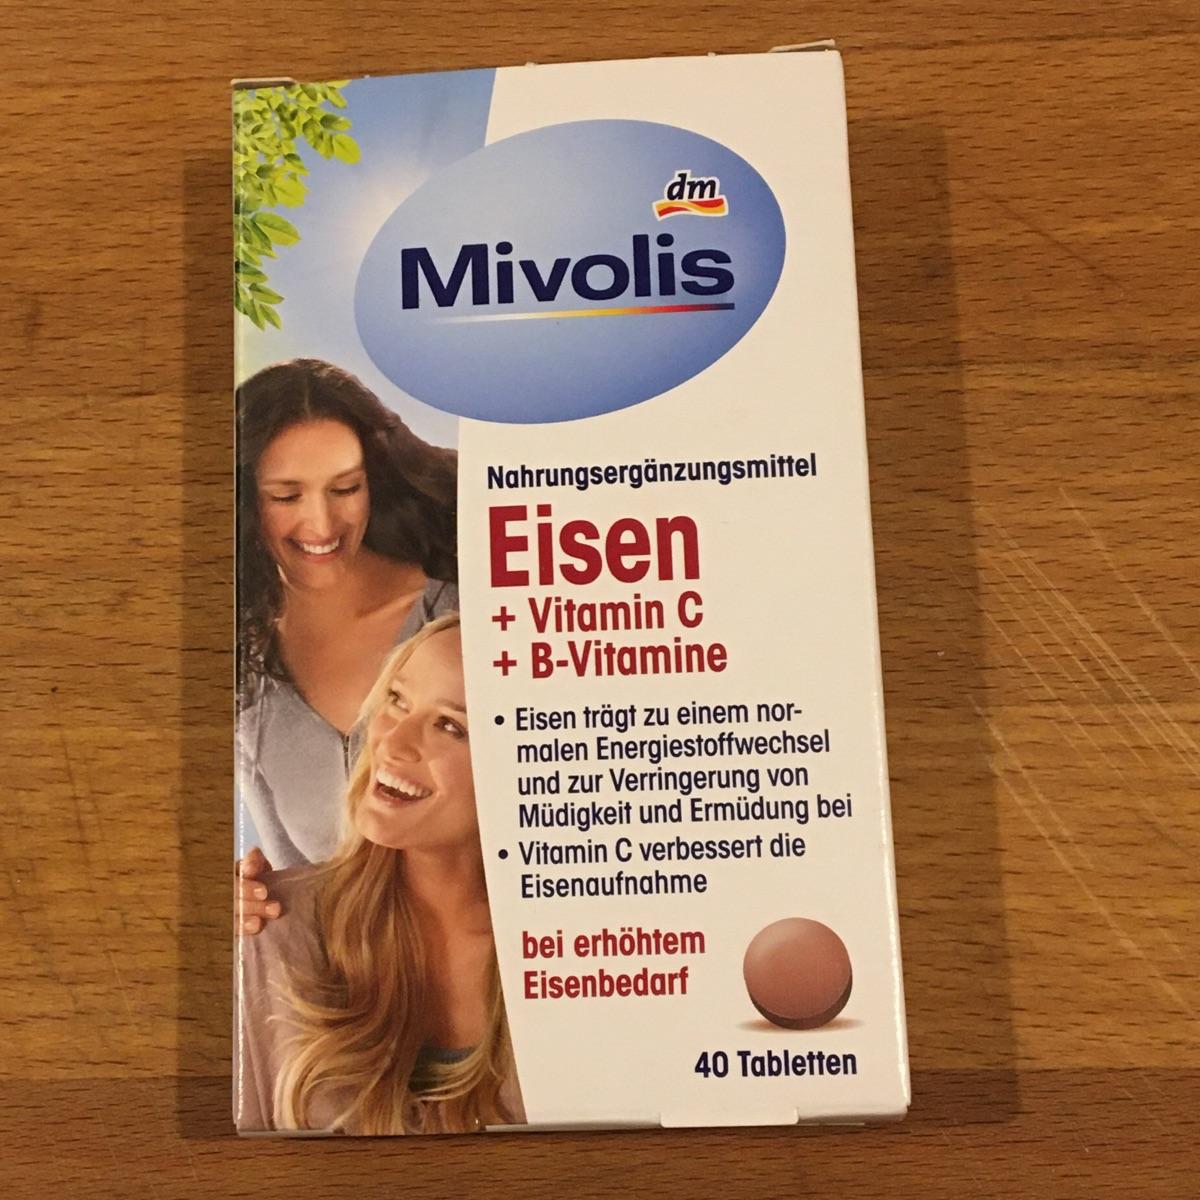 dm
Mivolis
Nahrungsergänzungsmittel
Eisen
+ Vitamin C
+ B-Vitamine
• Eisen trägt zu einem nor-
malen Energiestoffwechsel
und zur Verringerung von
Müdigkeit und Ermüdung bei
• Vitamin C verbessert die
Eisenaufnahme
bei erhöhtem
Eisenbedarf
40 Tabletten